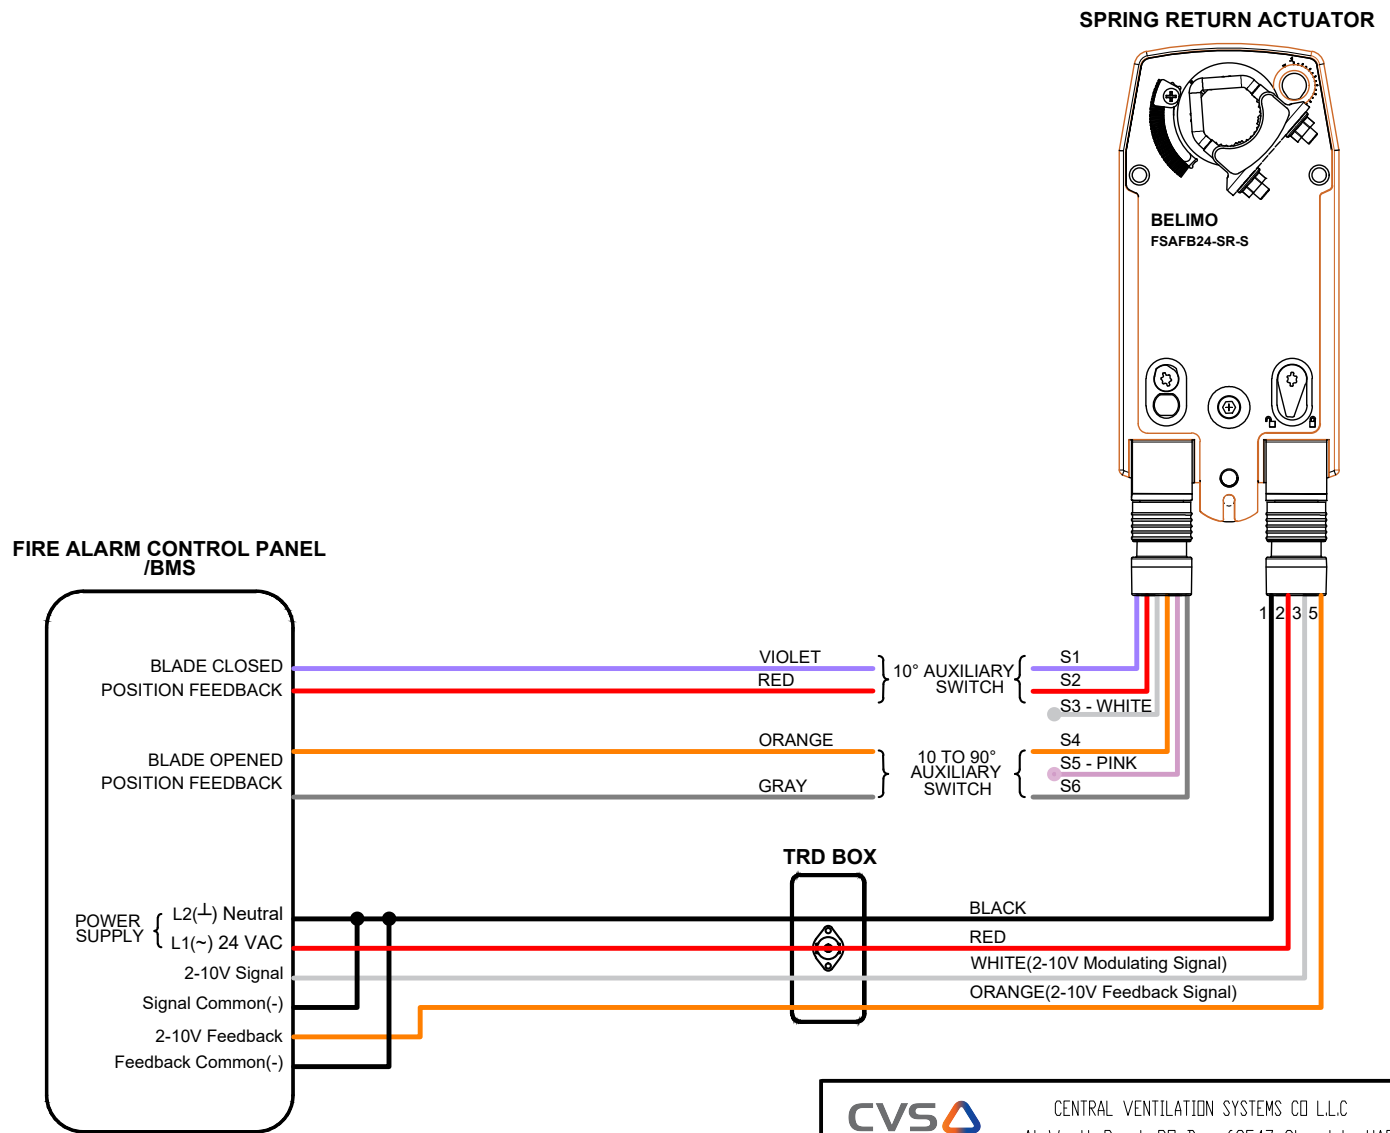 SPRING RETURN ACTUATOR
BELIMO
FSAFB24-SR-S
FIRE ALARM CONTROL PANEL
/BMS
1 2 3 5
BLADE CLOSED
POSITION FEEDBACK
VIOLET
RED
10° AUXILIARY
SWITCH
S1
S2
S3 - WHITE
BLADE OPENED
POSITION FEEDBACK
ORANGE
GRAY
10 TO 90°
AUXILIARY
SWITCH
S4
S5 - PINK
S6
TRD BOX
POWER
SUPPLY
L2(⏊) Neutral
L1(~) 24 VAC
2-10V Signal
Signal Common(-)
2-10V Feedback
Feedback Common(-)
BLACK
RED
WHITE(2-10V Modulating Signal)
ORANGE(2-10V Feedback Signal)
CVS
CENTRAL VENTILATION SYSTEMS CO L.L.C